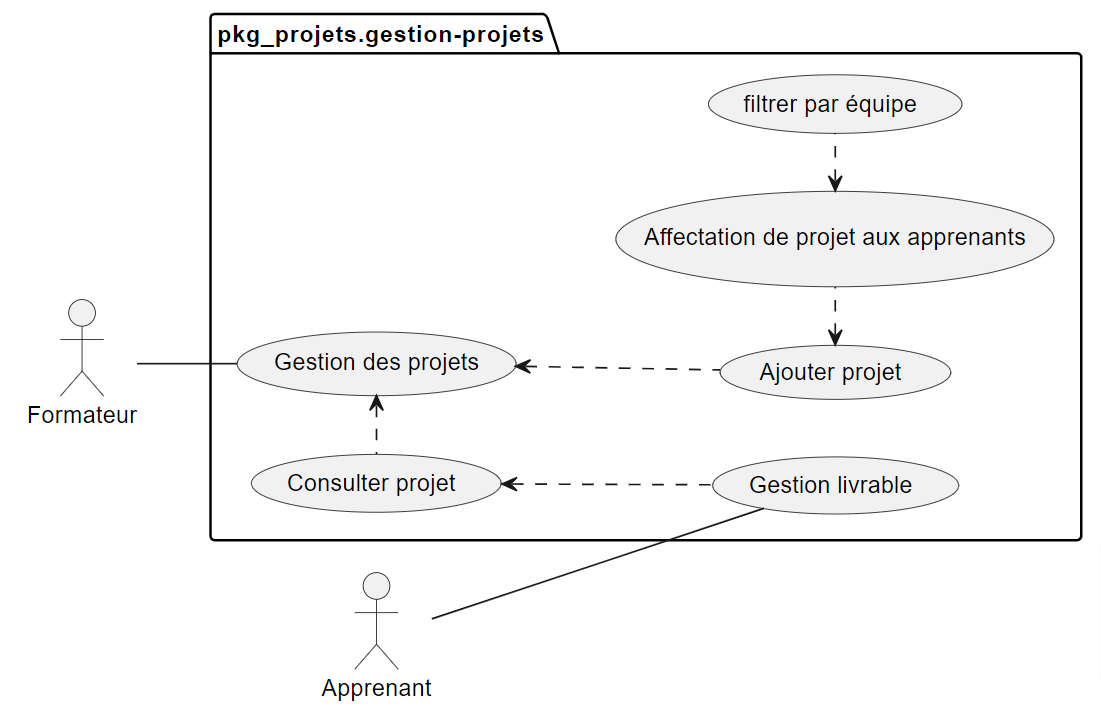 pkg_projets.gestion-projets
filtrer par équipe
Affectation de projet aux apprenants
Gestion des projets
Ajouter projet
Formateur
Consulter projet
Gestion livrable
Apprenant